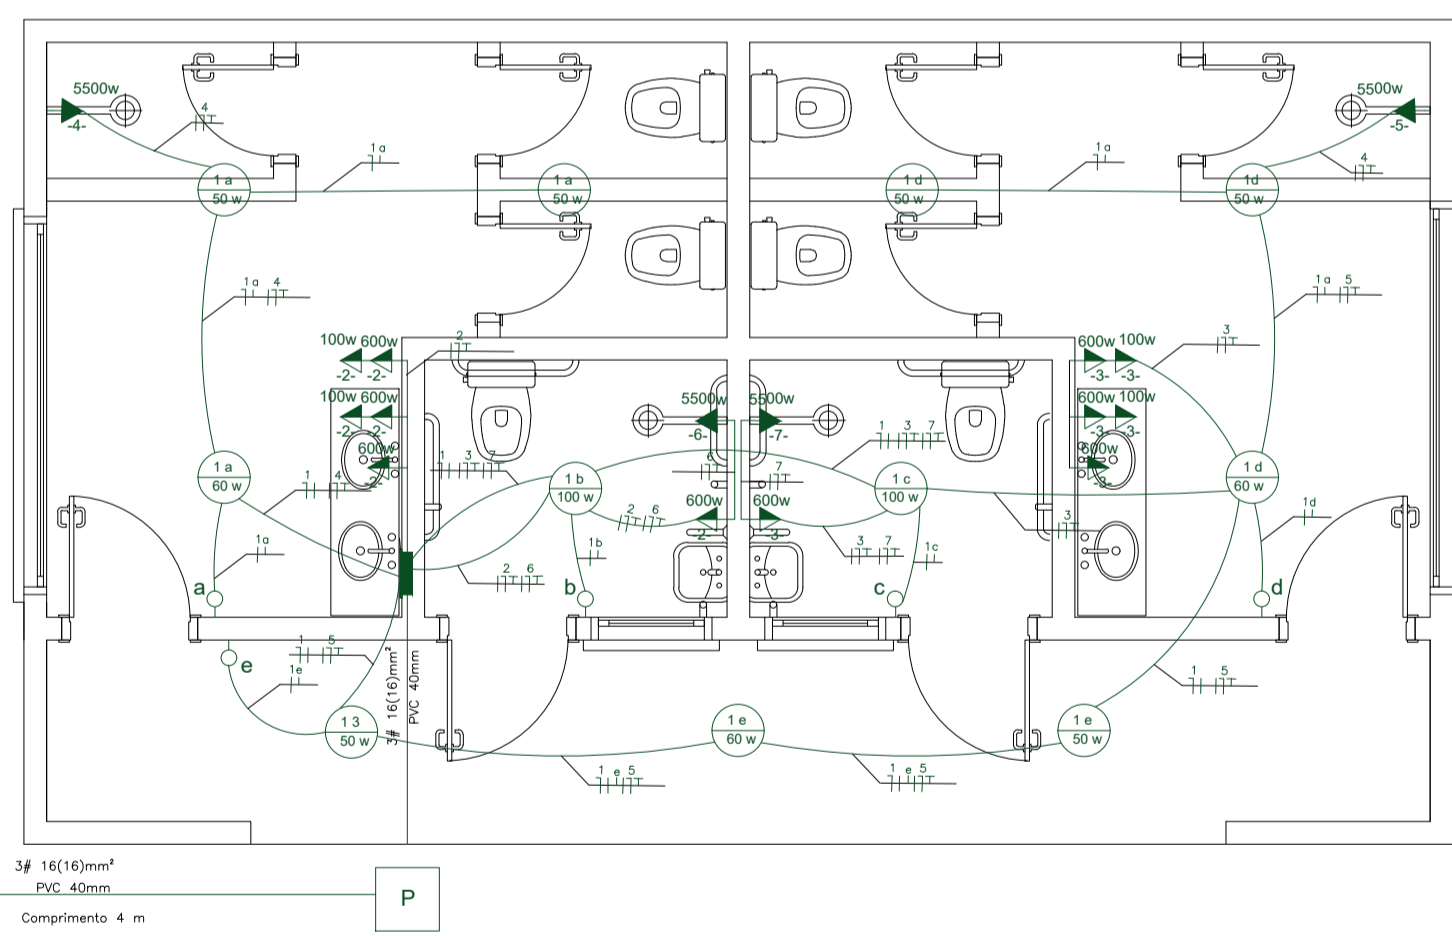 5500w
-4-
4
1 a
50 w
1a
1 a
50 w
1 d
50 w
1a
1d
50 w
5500w
-5-
4
1a 4
1a 5
100w 600w
-2- -2-
2
600w 100w
-3- -3-
3
100w 600w
-2- -2-
600w
-2-
5500w
-6-
5500w
-7-
600w 100w
-3- -3-
600w
-3-
1 a
60 w
1 4
1 3 7
1 b
100 w
6
7
1 3 7
1 c
100 w
1 d
60 w
2 6
600w
-2-
600w
-3-
3
1d
1a
1b
3 7
1c
2 6
a
b
c
d
e
1 5
1e
3# 16(16)mm²
PVC 40mm
1 3
50 w
1 e
60 w
1 e
50 w
1 5
1 e 5
1 e 5
3# 16(16)mm²
PVC 40mm
P
Comprimento 4 m